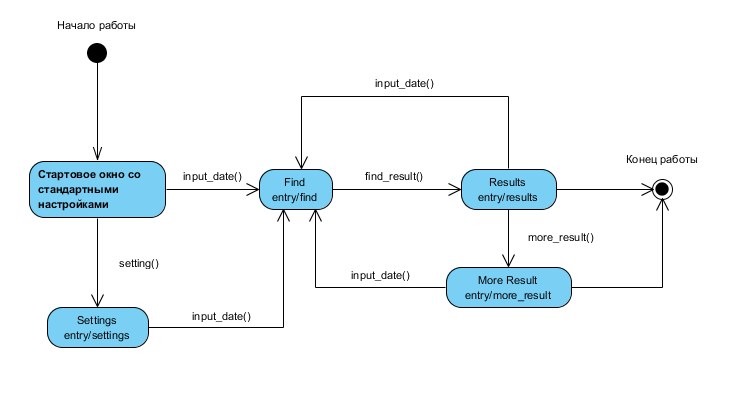 Начало работы
input_date()
Конец работы
Стартовое окно со
стандартными
настройками
input_date()
Find
entry/find
find_result()
Results
entry/results
more_result()
setting()
input_date()
More Result
entry/more_result
Settings
entry/settings
input_date()